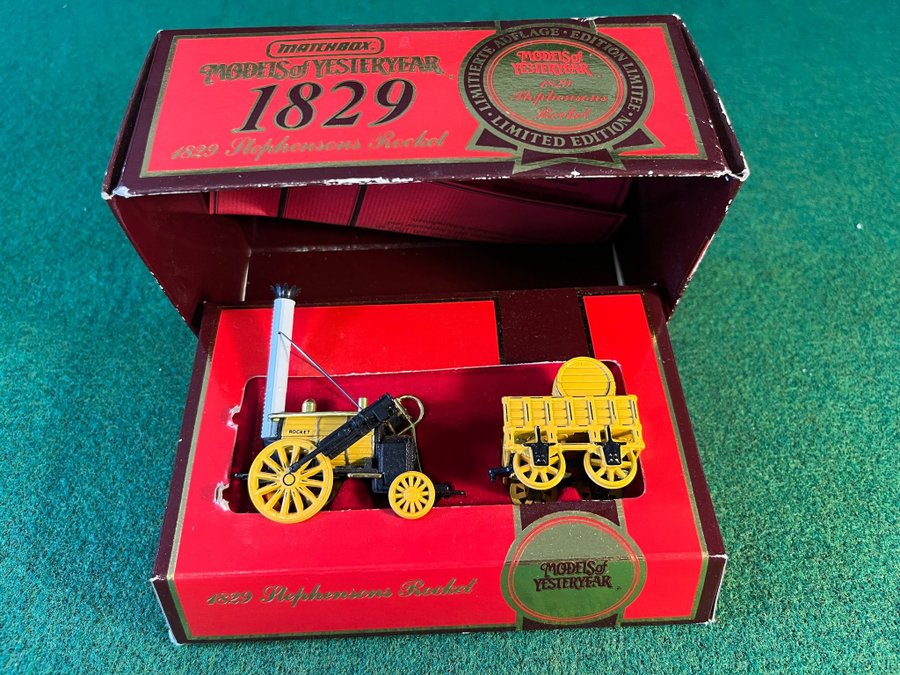 MATCHBOX
MODELS of YESTERYEAR
1829
1829 Stephensons Rocket
LIMITIERTE AUFLAGE · EDITION LIMITEE · LIMITED EDITION ·
MODELS of
YESTERYEAR
1829
Stephensons
Rocket
ROCKET
1829 Stephensons Rocket
MODELS of
YESTERYEAR